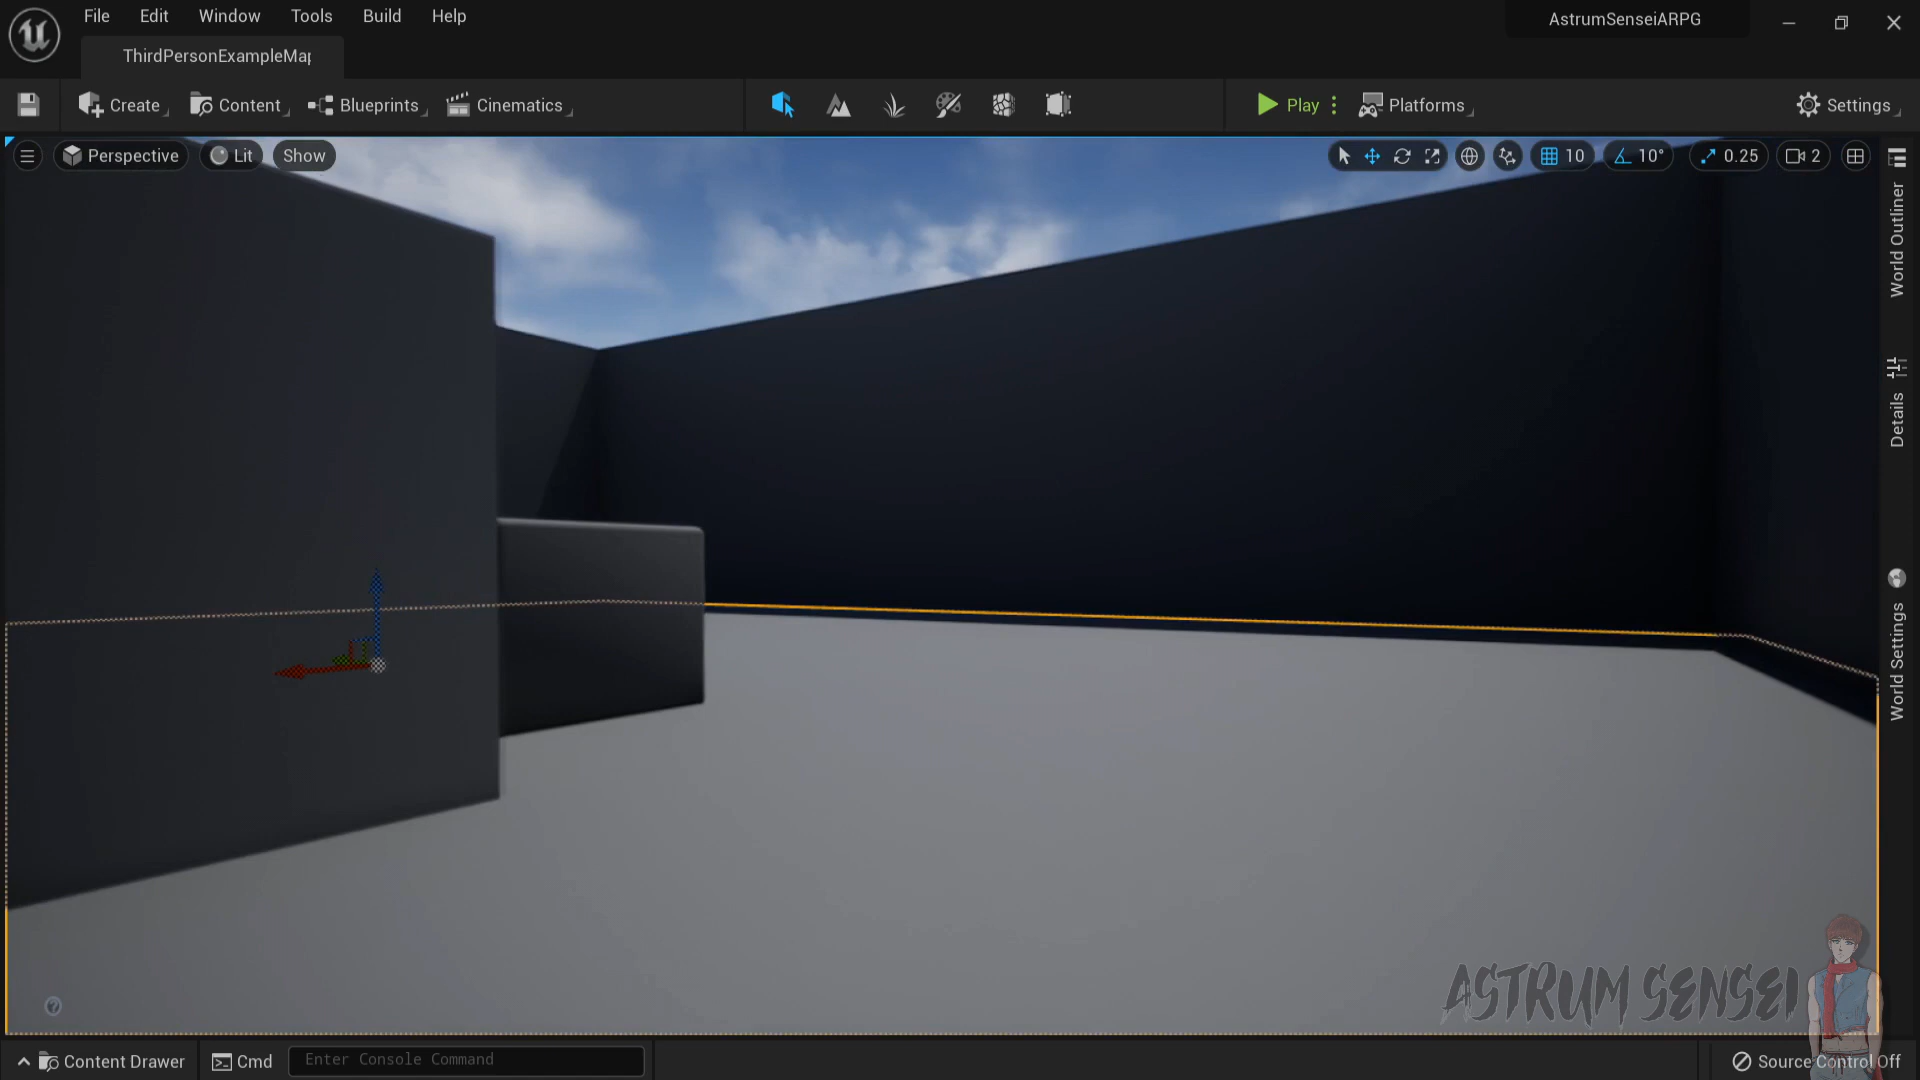 File Edit Window Tools Build Help
AstrumSenseiARPG
ThirdPersonExampleMap
Create Content Blueprints Cinematics Play Platforms Settings
Perspective Lit Show 10 10° 0.25 2
World Outliner
Details
World Settings
ASTRUM SENSEI
Content Drawer Cmd Enter Console Command Source Control Off